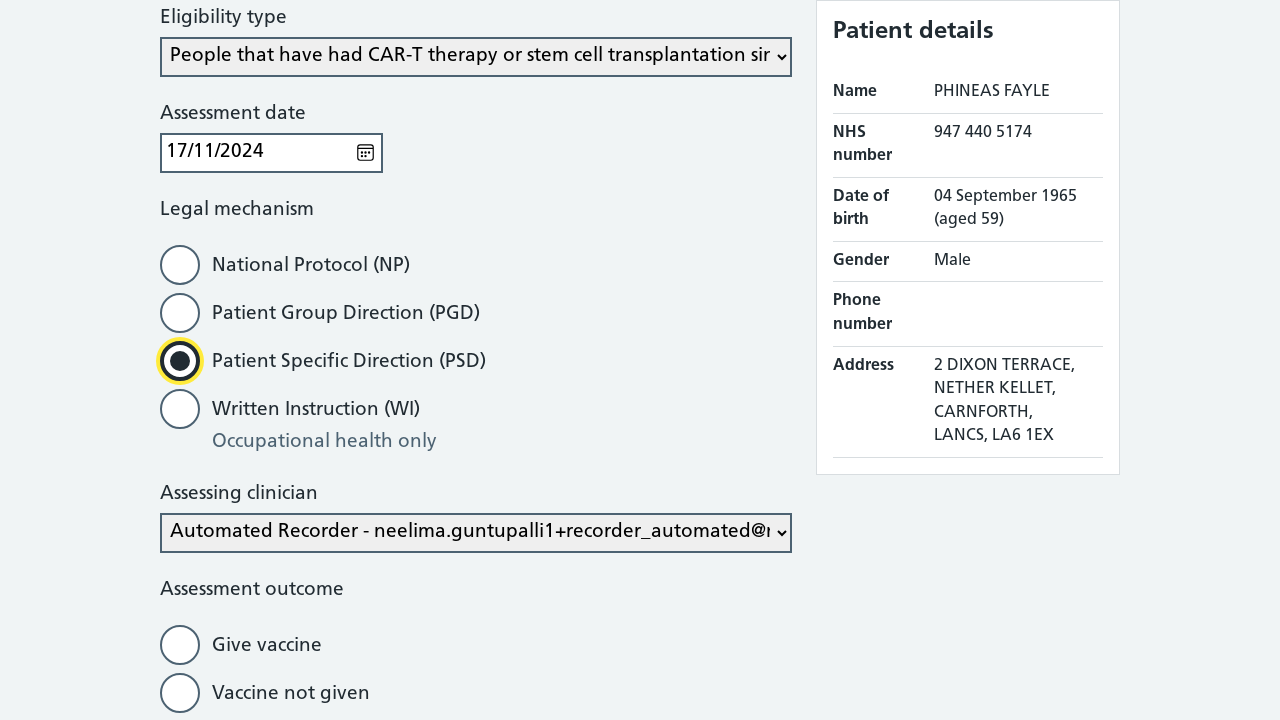 Eligibility type
People that have had CAR-T therapy or stem cell transplantation sin
Assessment date
17/11/2024
Legal mechanism
National Protocol (NP)
Patient Group Direction (PGD)
Patient Specific Direction (PSD)
Written Instruction (WI)
Occupational health only
Assessing clinician
Automated Recorder - neelima.guntupalli1+recorder_automated@
Assessment outcome
Give vaccine
Vaccine not given
Patient details
Name PHINEAS FAYLE
NHS number 947 440 5174
Date of birth 04 September 1965
(aged 59)
Gender Male
Phone number
Address 2 DIXON TERRACE,
NETHER KELLET,
CARNFORTH,
LANCS, LA6 1EX